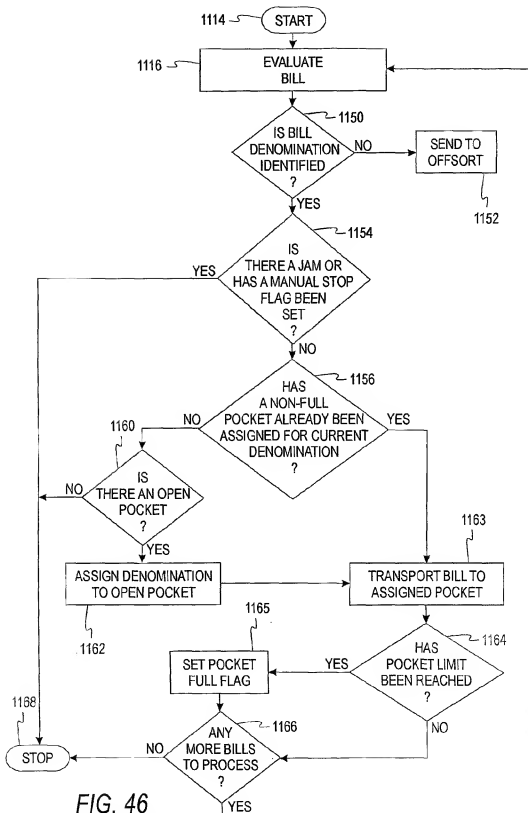 1114
START
1116
EVALUATE
BILL
1150
IS BILL
DENOMINATION
IDENTIFIED
?
NO
SEND TO
OFFSORT
1152
YES
1154
IS
THERE A JAM OR
HAS A MANUAL STOP
FLAG BEEN
SET
?
YES
NO
1156
HAS
A NON-FULL
POCKET ALREADY BEEN
ASSIGNED FOR CURRENT
DENOMINATION
?
NO
YES
1160
IS
THERE AN OPEN
POCKET
?
NO
YES
1163
ASSIGN DENOMINATION
TO OPEN POCKET
1162
TRANSPORT BILL TO
ASSIGNED POCKET
1165
SET POCKET
FULL FLAG
1164
HAS
POCKET LIMIT
BEEN REACHED
?
YES
NO
1166
ANY
MORE BILLS
TO PROCESS
?
NO
YES
1168
STOP
FIG. 46